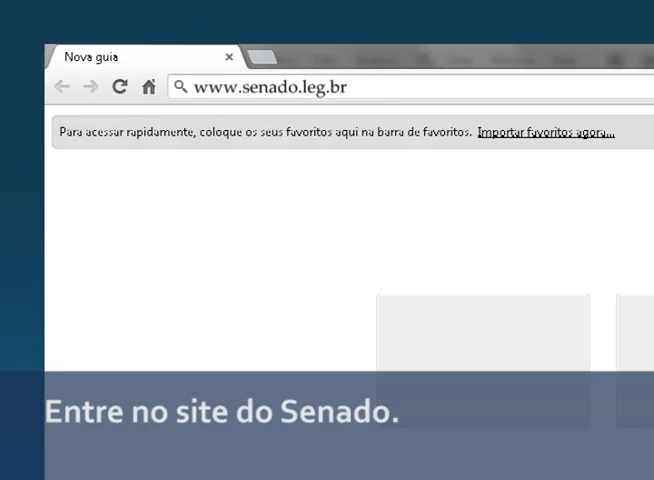 Nova guia
www.senado.leg.br
Para acessar rapidamente, coloque os seus favoritos aqui na barra de favoritos. Importar favoritos agora...
Entre no site do Senado.